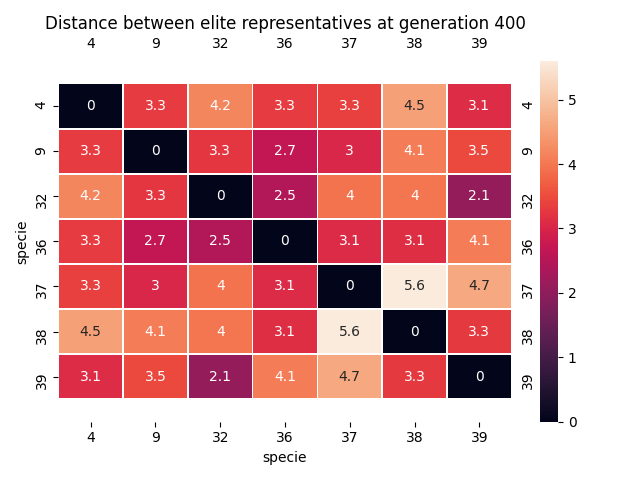 Distance between elite representatives at generation 400
4 9 32 36 37 38 39
4 0 3.3 4.2 3.3 3.3 4.5 3.1 4
9 3.3 0 3.3 2.7 3 4.1 3.5 9
32 4.2 3.3 0 2.5 4 4 2.1 32
36 3.3 2.7 2.5 0 3.1 3.1 4.1 36
37 3.3 3 4 3.1 0 5.6 4.7 37
38 4.5 4.1 4 3.1 5.6 0 3.3 38
39 3.1 3.5 2.1 4.1 4.7 3.3 0 39
4 9 32 36 37 38 39
specie
specie
5
4
3
2
1
0